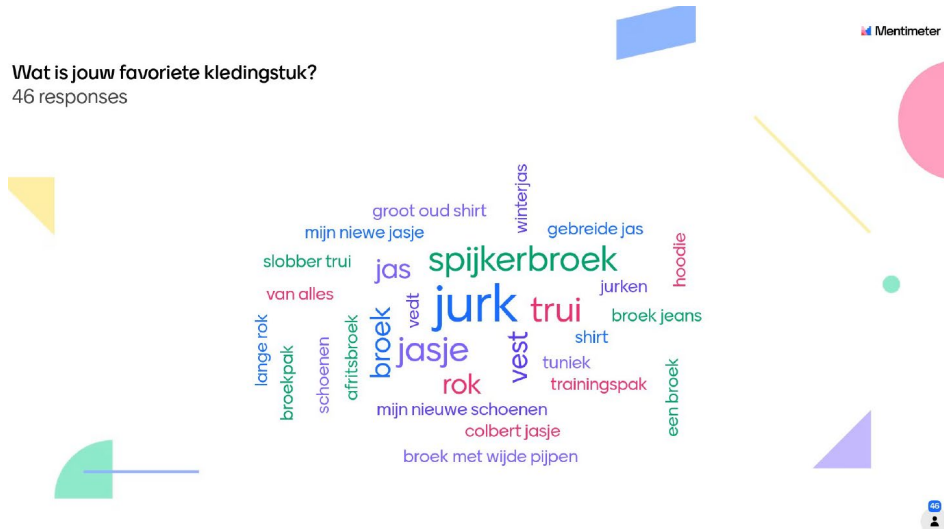 Mentimeter
Wat is jouw favoriete kledingstuk?
46 responses
winterjas
groot oud shirt
mijn niewe jasje
gebreide jas
hoodie
slobber trui
jas
spijkerbroek
van alles
vedt
jurk
trui
jurken
broek jeans
lange rok
broekpak
schoenen
afritsbroek
broek
jasje
vest
shirt
tuniek
rok
trainingspak
een broek
mijn nieuwe schoenen
colbert jasje
broek met wijde pijpen
46